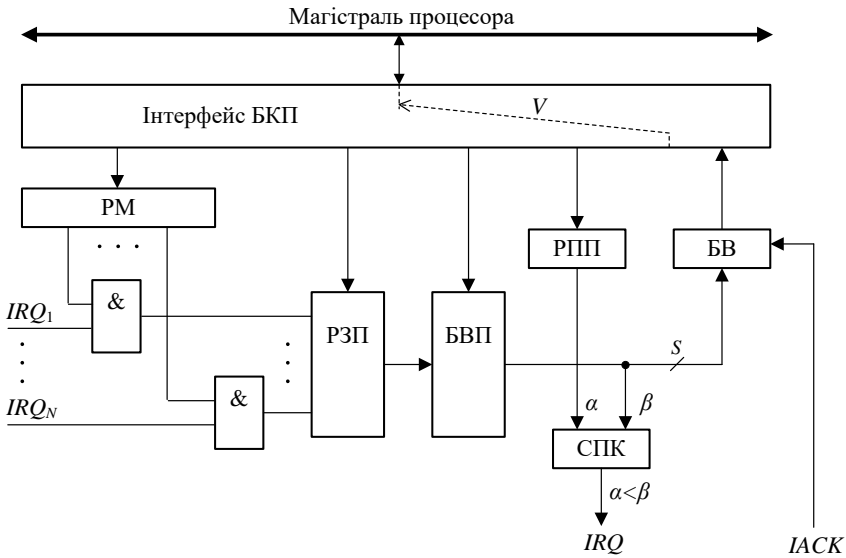 Магістраль процесора
V
Інтерфейс БКП
РМ
. . .
РПП
БВ
&
IRQ1
РЗП
БВП
S
&
IRQN
α
β
СПК
α<β
IRQ
IACK